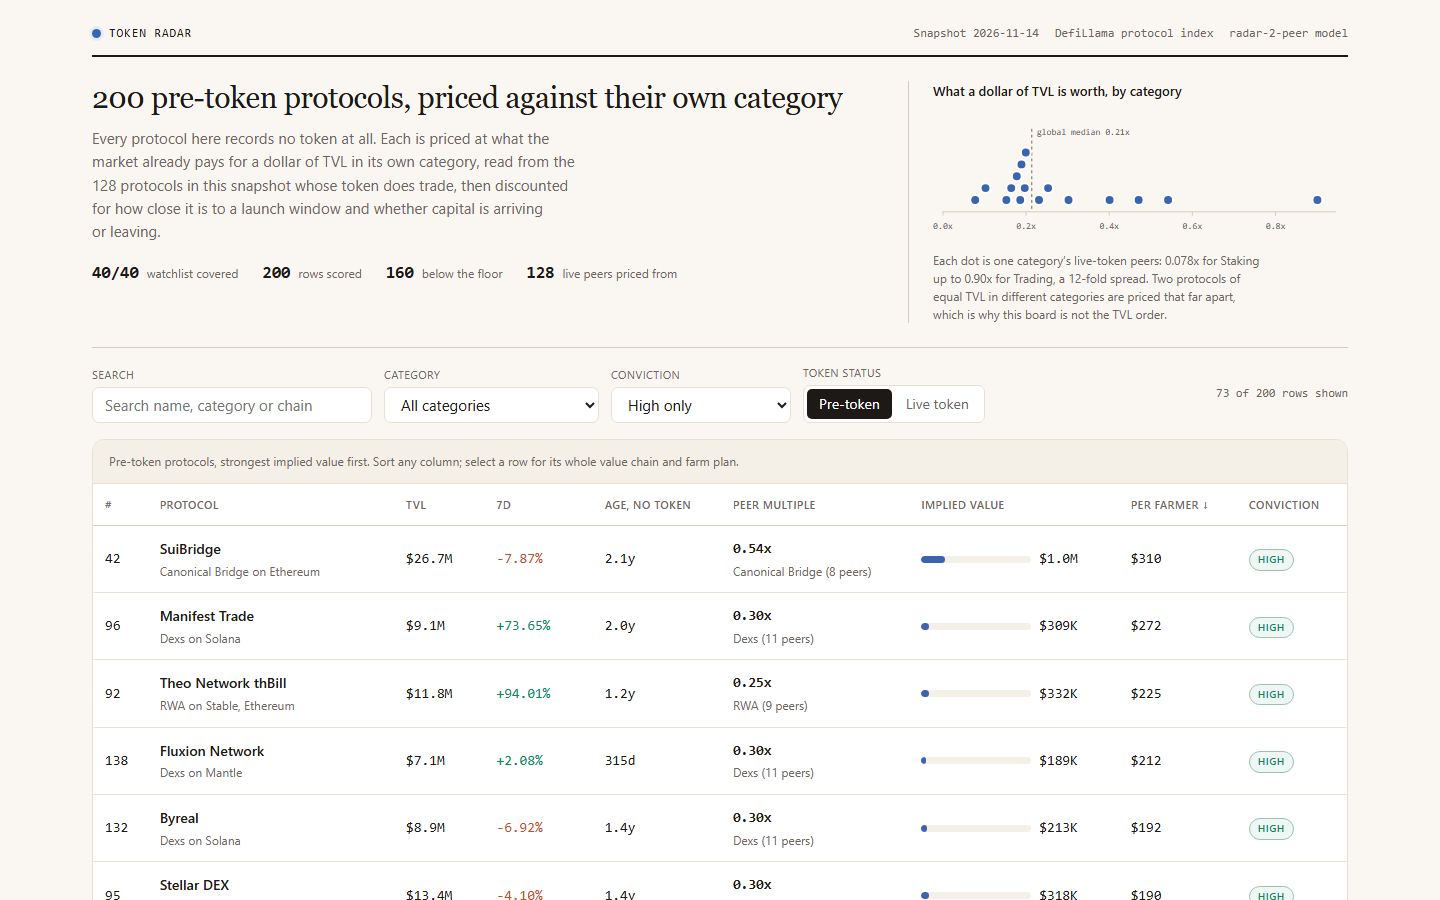 TOKEN RADAR
Snapshot 2026-11-14 DefiLlama protocol index radar-2-peer model
200 pre-token protocols, priced against their own category
Every protocol here records no token at all. Each is priced at what the
market already pays for a dollar of TVL in its own category, read from the
128 protocols in this snapshot whose token does trade, then discounted
for how close it is to a launch window and whether capital is arriving
or leaving.
40/40 watchlist covered 200 rows scored 160 below the floor 128 live peers priced from
What a dollar of TVL is worth, by category
global median 0.21x
0.0x 0.2x 0.4x 0.6x 0.8x
Each dot is one category's live-token peers: 0.078x for Staking
up to 0.90x for Trading, a 12-fold spread. Two protocols of
equal TVL in different categories are priced that far apart,
which is why this board is not the TVL order.
SEARCH
Search name, category or chain
CATEGORY
All categories
CONVICTION
High only
TOKEN STATUS
Pre-token Live token
73 of 200 rows shown
Pre-token protocols, strongest implied value first. Sort any column; select a row for its whole value chain and farm plan.
# PROTOCOL TVL 7D AGE, NO TOKEN PEER MULTIPLE IMPLIED VALUE PER FARMER ↓ CONVICTION
42 SuiBridge $26.7M -7.87% 2.1y 0.54x $1.0M $310 HIGH
Canonical Bridge on Ethereum Canonical Bridge (8 peers)
96 Manifest Trade $9.1M +73.65% 2.0y 0.30x $309K $272 HIGH
Dexs on Solana Dexs (11 peers)
92 Theo Network thBill $11.8M +94.01% 1.2y 0.25x $332K $225 HIGH
RWA on Stable, Ethereum RWA (9 peers)
138 Fluxion Network $7.1M +2.08% 315d 0.30x $189K $212 HIGH
Dexs on Mantle Dexs (11 peers)
132 Byreal $8.9M -6.92% 1.4y 0.30x $213K $192 HIGH
Dexs on Solana Dexs (11 peers)
95 Stellar DEX $13.4M -4.10% 1.4y 0.30x $318K $190 HIGH